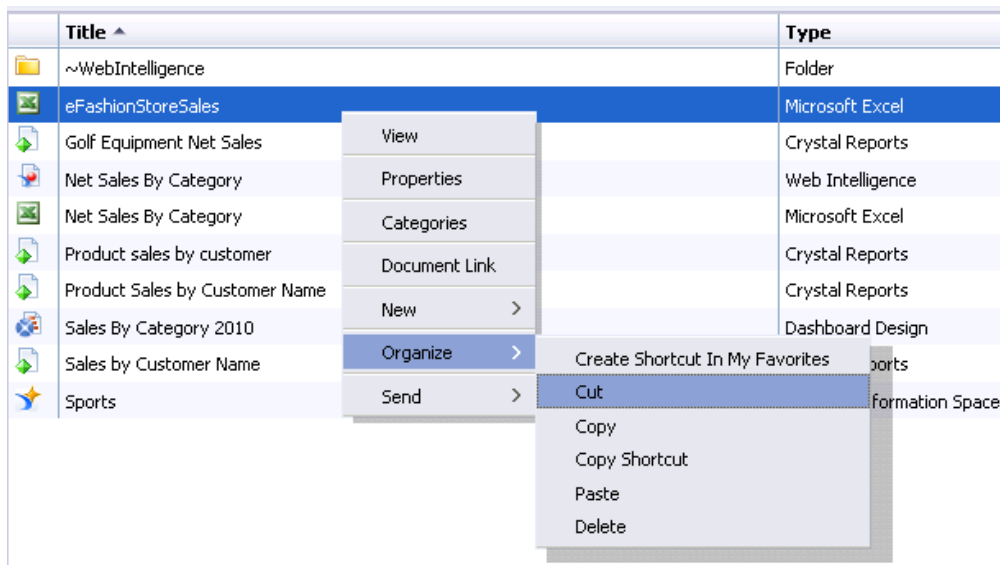 Title Type
~WebIntelligence Folder
eFashionStoreSales Microsoft Excel
Golf Equipment Net Sales Crystal Reports
Net Sales By Category Web Intelligence
Net Sales By Category Microsoft Excel
Product sales by customer Crystal Reports
Product Sales by Customer Name Crystal Reports
Sales By Category 2010 Dashboard Design
Sales by Customer Name
Sports
View
Properties
Categories
Document Link
New
Organize
Send
Create Shortcut In My Favorites
Cut
Copy
Copy Shortcut
Paste
Delete
Space